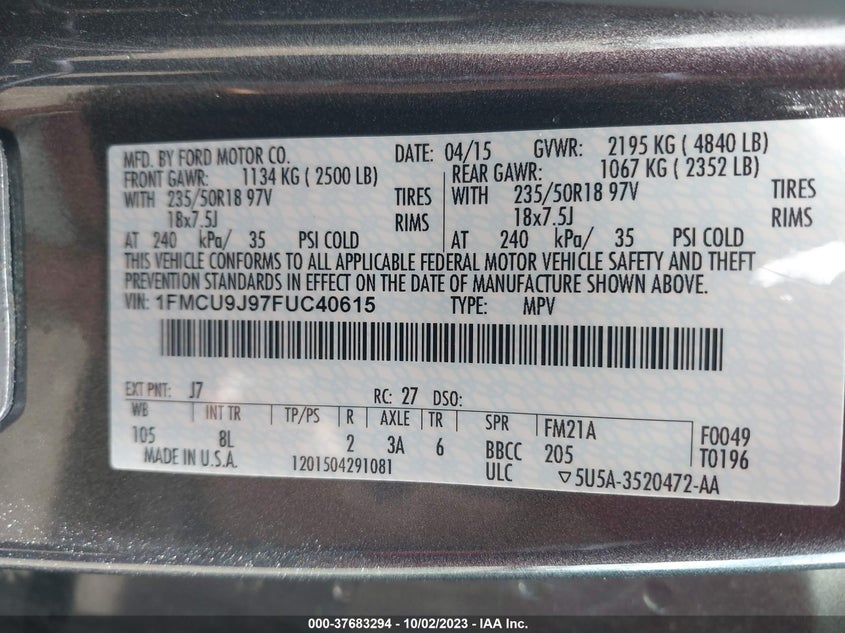 MFD. BY FORD MOTOR CO. DATE: 04/15 GVWR: 2195 KG ( 4840 LB)
FRONT GAWR: 1134 KG ( 2500 LB) REAR GAWR: 1067 KG ( 2352 LB)
WITH 235/50R18 97V TIRES WITH 235/50R18 97V TIRES
18x7.5J RIMS 18x7.5J RIMS
AT 240 kPa/ 35 PSI COLD AT 240 kPa/ 35 PSI COLD
THIS VEHICLE CONFORMS TO ALL APPLICABLE FEDERAL MOTOR VEHICLE SAFETY AND THEFT
PREVENTION STANDARDS IN EFFECT ON THE DATE OF MANUFACTURE SHOWN ABOVE.
VIN: 1FMCU9J97FUC40615 TYPE: MPV
EXT PNT: J7 RC: 27 DSO:
WB INT TR TP/PS R AXLE TR SPR FM21A F0049
105 8L 2 3A 6 BBCC 205 T0196
MADE IN U.S.A. 1201504291081 ULC ▽5U5A-3520472-AA
000-37683294 - 10/02/2023 - IAA Inc.